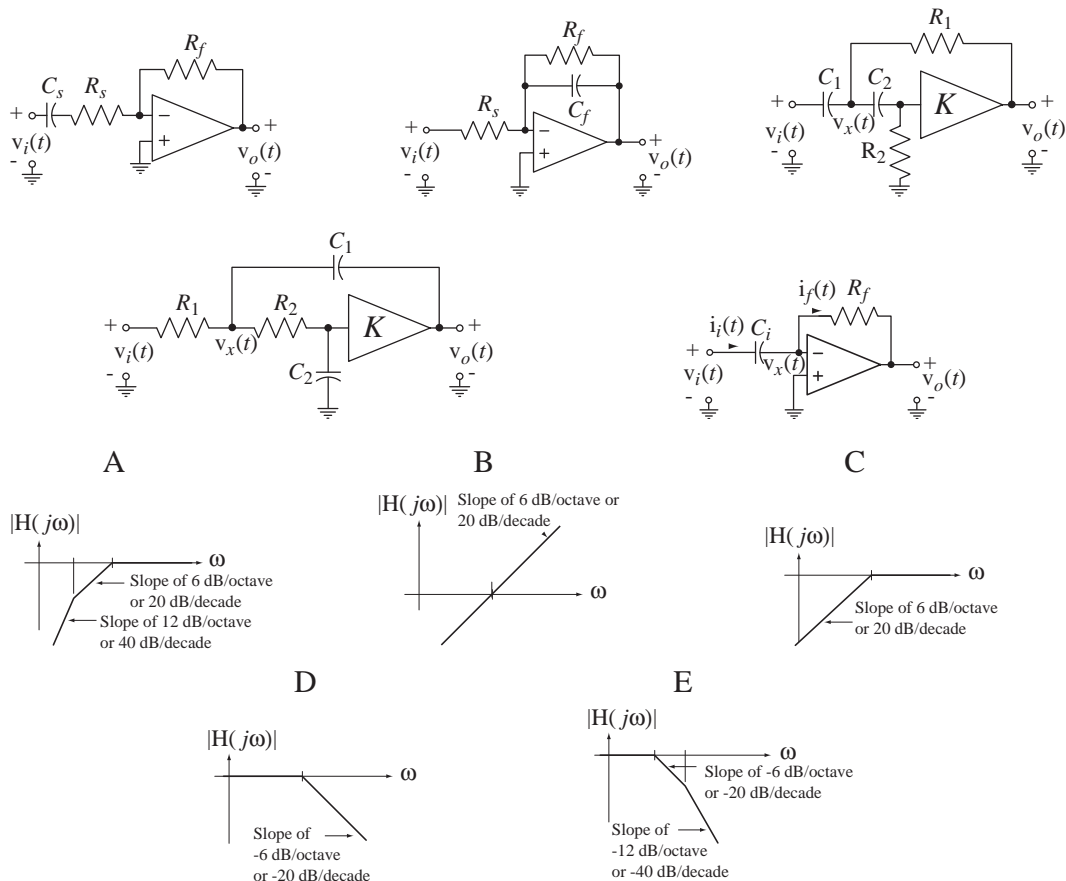 R_f
C_s
R_s
+
v_i(t)
-
−
+
+
v_o(t)
-
R_f
C_f
R_s
+
v_i(t)
-
−
+
+
v_o(t)
-
R_1
C_1
C_2
K
+
v_i(t)
-
v_x(t)
R_2
+
v_o(t)
-
C_1
R_1
R_2
K
+
v_i(t)
-
v_x(t)
C_2
+
v_o(t)
-
i_f(t)
R_f
i_i(t)
C_i
+
v_i(t)
-
v_x(t)
−
+
+
v_o(t)
-
A
|H( jω)|
ω
Slope of 6 dB/octave
or 20 dB/decade
Slope of 12 dB/octave
or 40 dB/decade
B
|H( jω)|
Slope of 6 dB/octave or
20 dB/decade
ω
C
|H( jω)|
ω
Slope of 6 dB/octave
or 20 dB/decade
D
|H( jω)|
ω
Slope of
-6 dB/octave
or -20 dB/decade
E
|H( jω)|
ω
Slope of -6 dB/octave
or -20 dB/decade
Slope of
-12 dB/octave
or -40 dB/decade